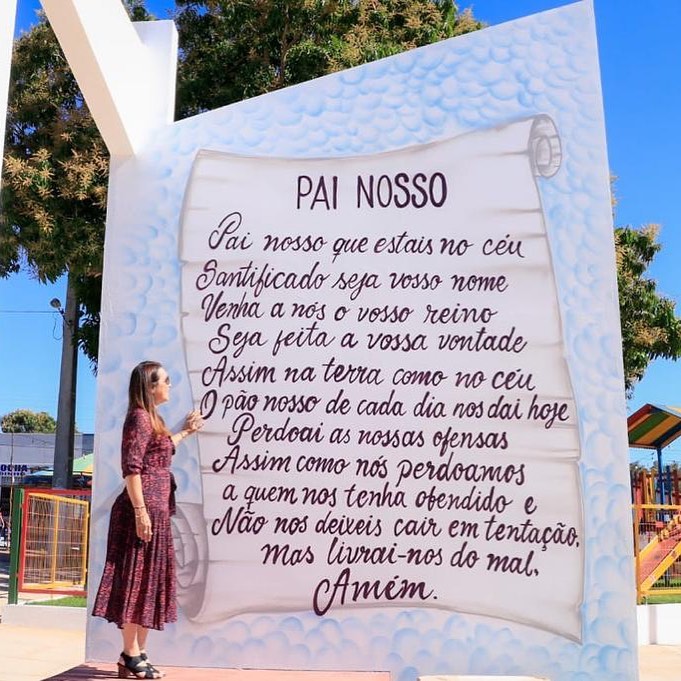 PAI NOSSO
Pai nosso que estais no céu
Santificado seja vosso nome
Venha a nós o vosso reino
Seja feita a vossa vontade
Assim na terra como no céu
O pão nosso de cada dia nos dai hoje
Perdoai as nossas ofensas
Assim como nós perdoamos
a quem nos tenha ofendido e
Não nos deixeis cair em tentação,
mas livrai-nos do mal,
Amém.